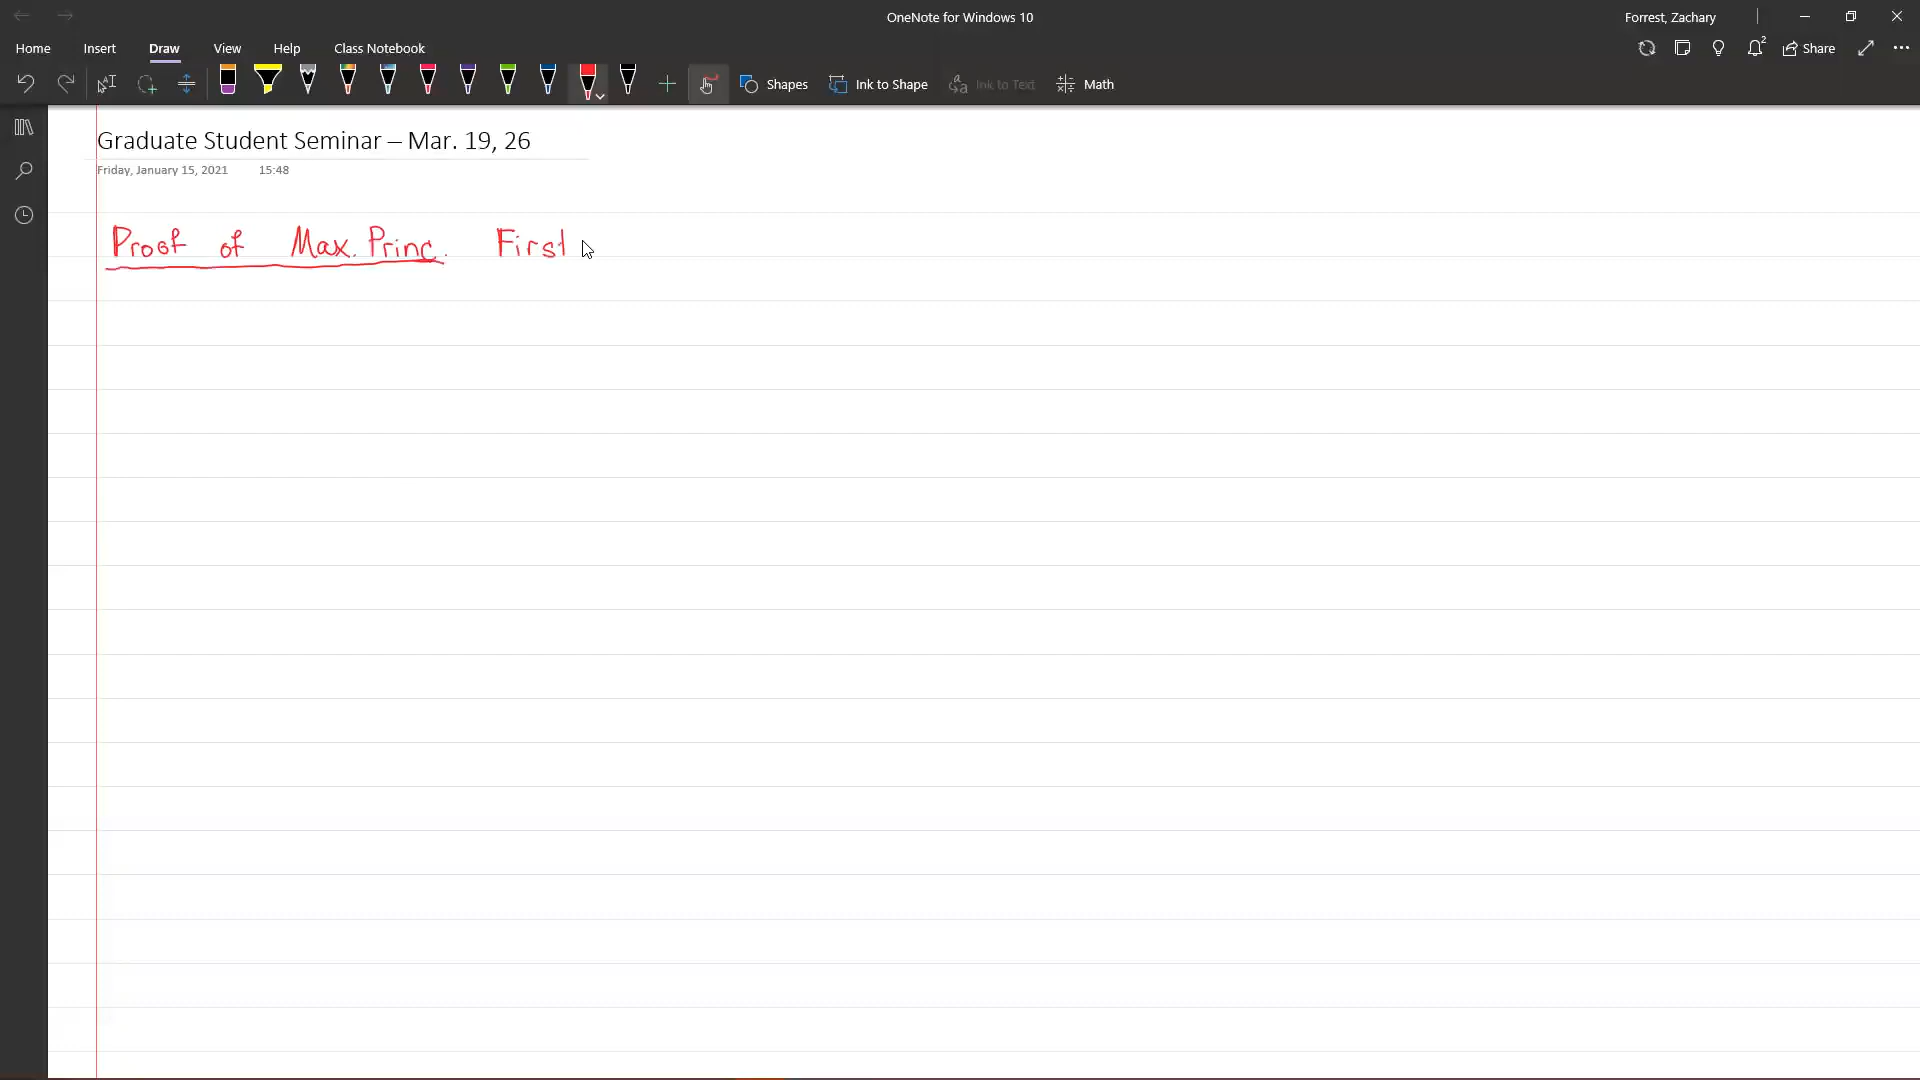 OneNote for Windows 10
Forrest, Zachary
Home Insert Draw View Help Class Notebook
2 Share
Shapes Ink to Shape Ink to Text Math
Graduate Student Seminar – Mar. 19, 26
Friday, January 15, 2021 15:48
Proof of Max. Princ. First